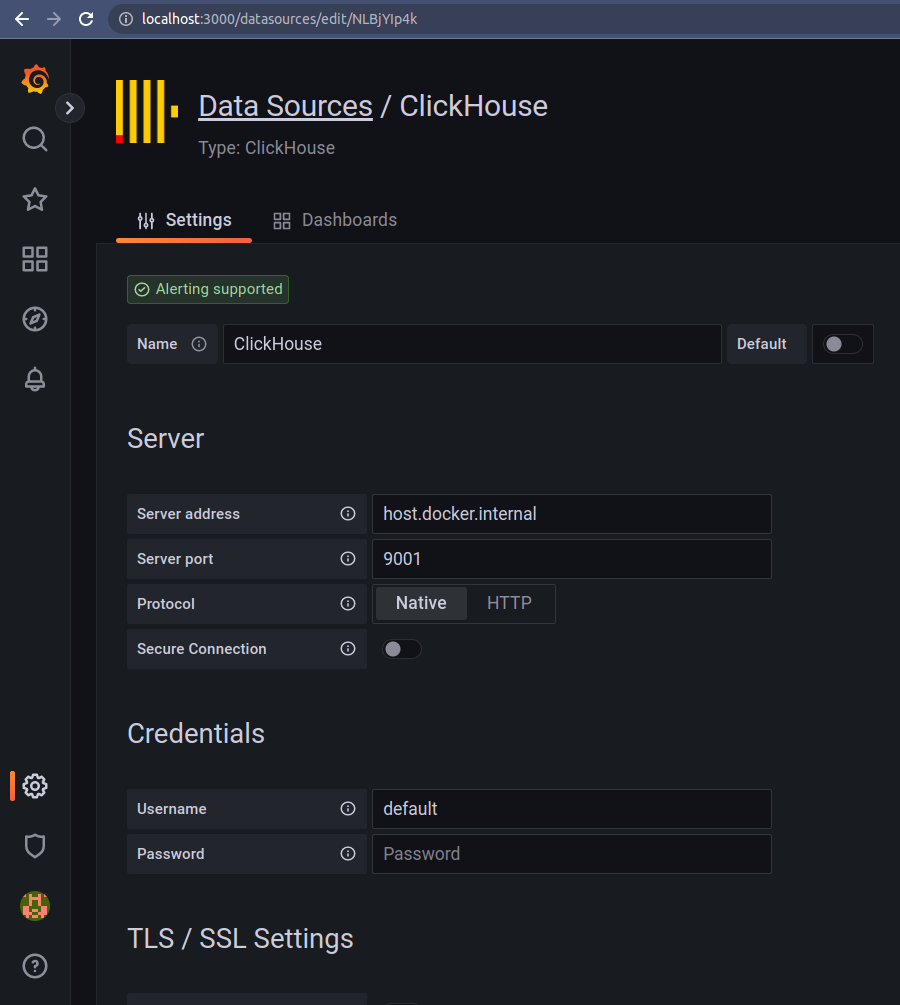 localhost:3000/datasources/edit/NLBjYIp4k
Data Sources / ClickHouse
Type: ClickHouse
Settings Dashboards
Alerting supported
Name ClickHouse Default
Server
Server address host.docker.internal
Server port 9001
Protocol Native HTTP
Secure Connection
Credentials
Username default
Password Password
TLS / SSL Settings